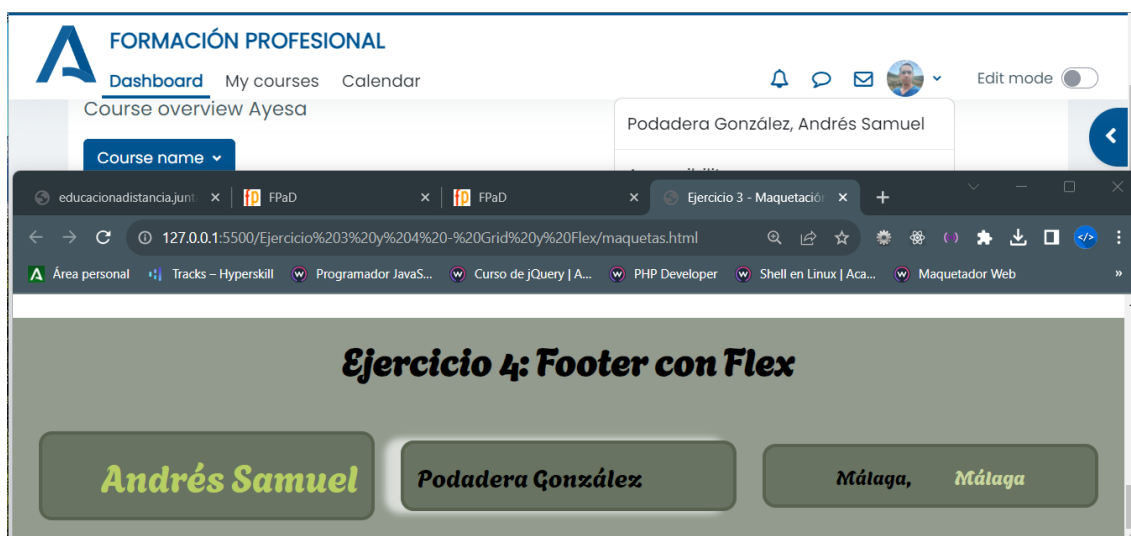 FORMACIÓN PROFESIONAL
Dashboard My courses Calendar
Edit mode
Course overview Ayesa
Podadera González, Andrés Samuel
Course name
educacionadistancia.junt
fp FPaD
fp FPaD
Ejercicio 3 - Maquetación
127.0.0.1:5500/Ejercicio%203%20y%204%20-%20Grid%20y%20Flex/maquetas.html
Área personal Tracks – Hyperskill Programador JavaS... Curso de jQuery | A... PHP Developer Shell en Linux | Aca... Maquetador Web »
Ejercicio 4: Footer con Flex
Andrés Samuel
Podadera González
Málaga, Málaga